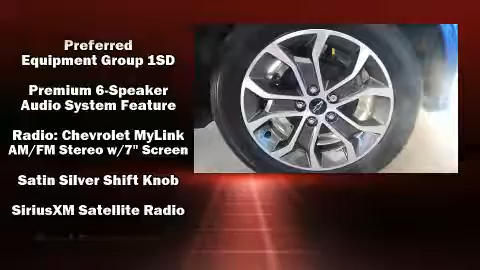 Preferred
Equipment Group 1SD
Premium 6-Speaker
Audio System Feature
Radio: Chevrolet MyLink
AM/FM Stereo w/7" Screen
Satin Silver Shift Knob
SiriusXM Satellite Radio